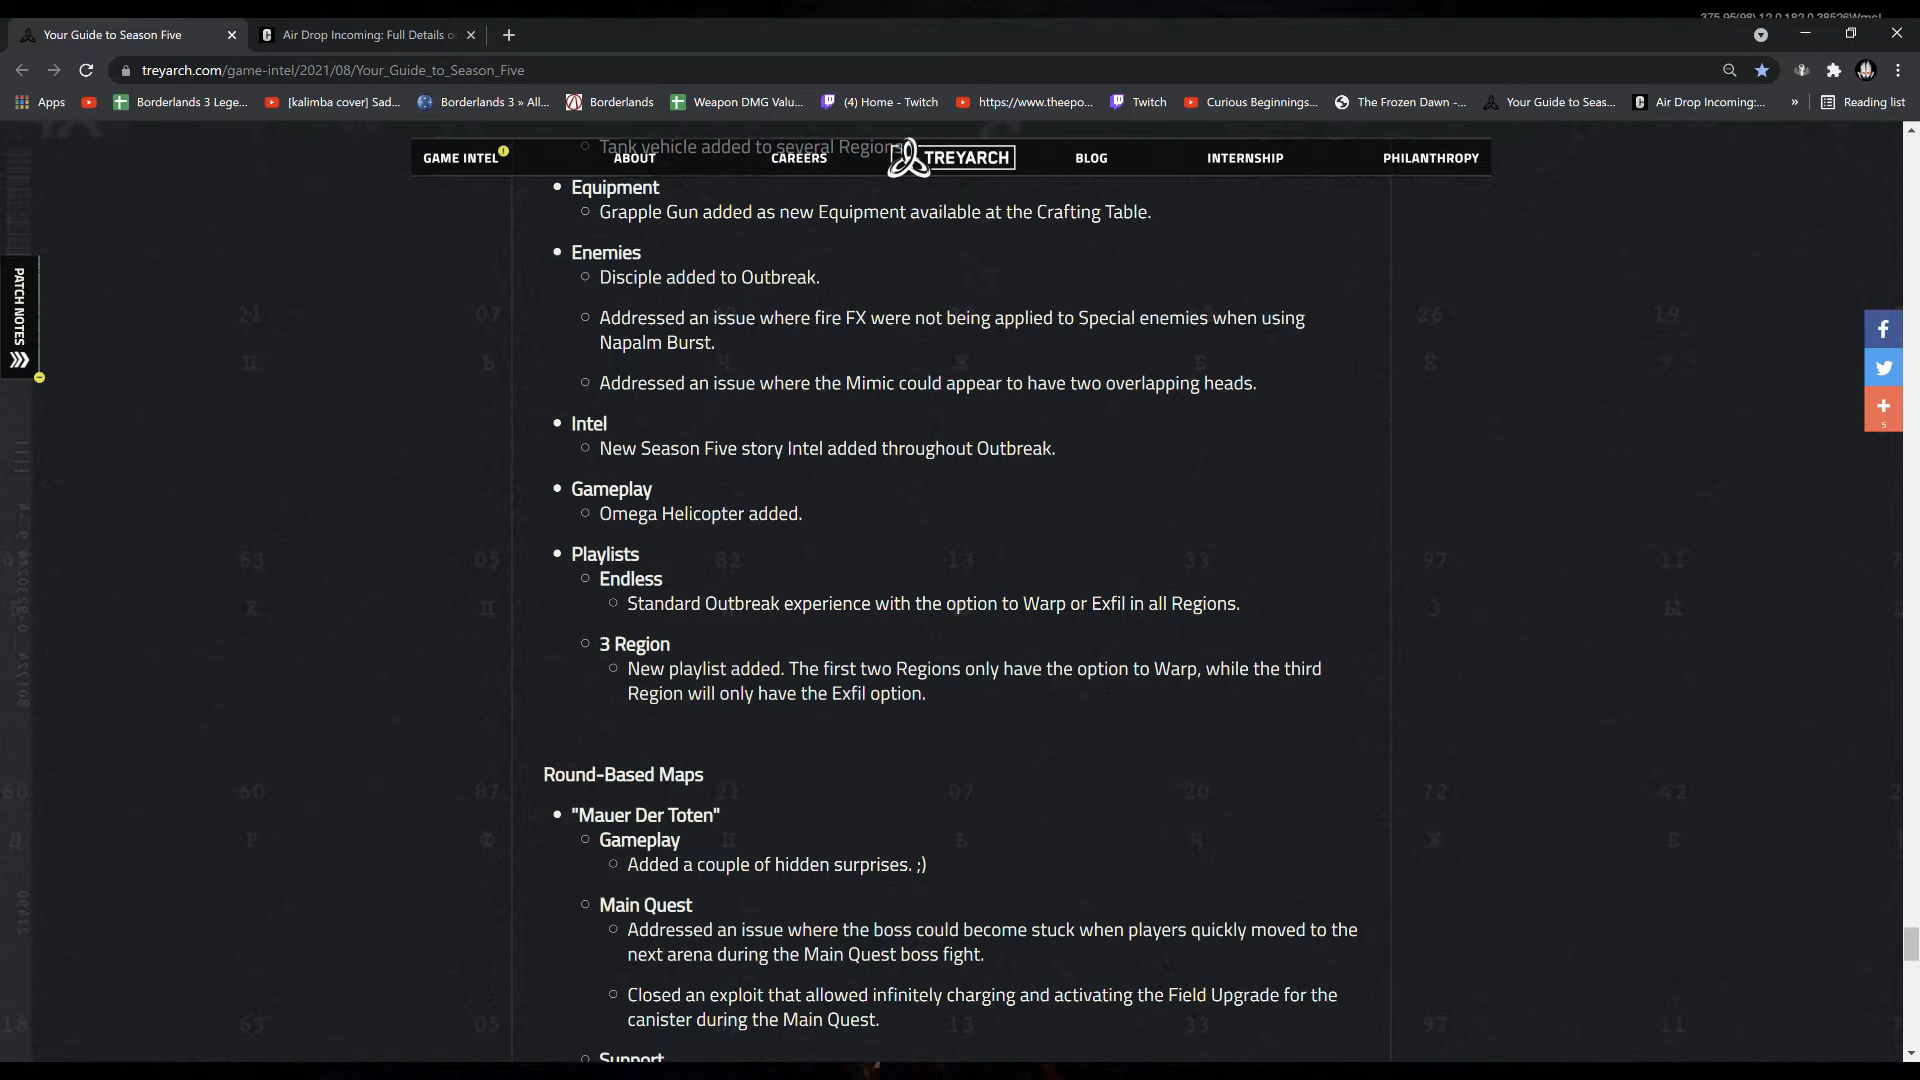 Your Guide to Season Five
Air Drop Incoming: Full Details o
treyarch.com/game-intel/2021/08/Your_Guide_to_Season_Five
Apps
Borderlands 3 Lege...
[kalimba cover] Sad...
Borderlands 3 » All...
Borderlands
Weapon DMG Valu...
(4) Home - Twitch
https://www.theepo...
Twitch
Curious Beginnings...
The Frozen Dawn -...
Your Guide to Seas...
Air Drop Incoming:...
»
Reading list
Tank vehicle added to several Regions
GAME INTEL
ABOUT
CAREERS
TREYARCH
BLOG
INTERNSHIP
PHILANTHROPY
PATCH NOTES
Equipment
Grapple Gun added as new Equipment available at the Crafting Table.
Enemies
Disciple added to Outbreak.
Addressed an issue where fire FX were not being applied to Special enemies when using
Napalm Burst.
Addressed an issue where the Mimic could appear to have two overlapping heads.
Intel
New Season Five story Intel added throughout Outbreak.
Gameplay
Omega Helicopter added.
Playlists
Endless
Standard Outbreak experience with the option to Warp or Exfil in all Regions.
3 Region
New playlist added. The first two Regions only have the option to Warp, while the third
Region will only have the Exfil option.
Round-Based Maps
"Mauer Der Toten"
Gameplay
Added a couple of hidden surprises. ;)
Main Quest
Addressed an issue where the boss could become stuck when players quickly moved to the
next arena during the Main Quest boss fight.
Closed an exploit that allowed infinitely charging and activating the Field Upgrade for the
canister during the Main Quest.
Support
5